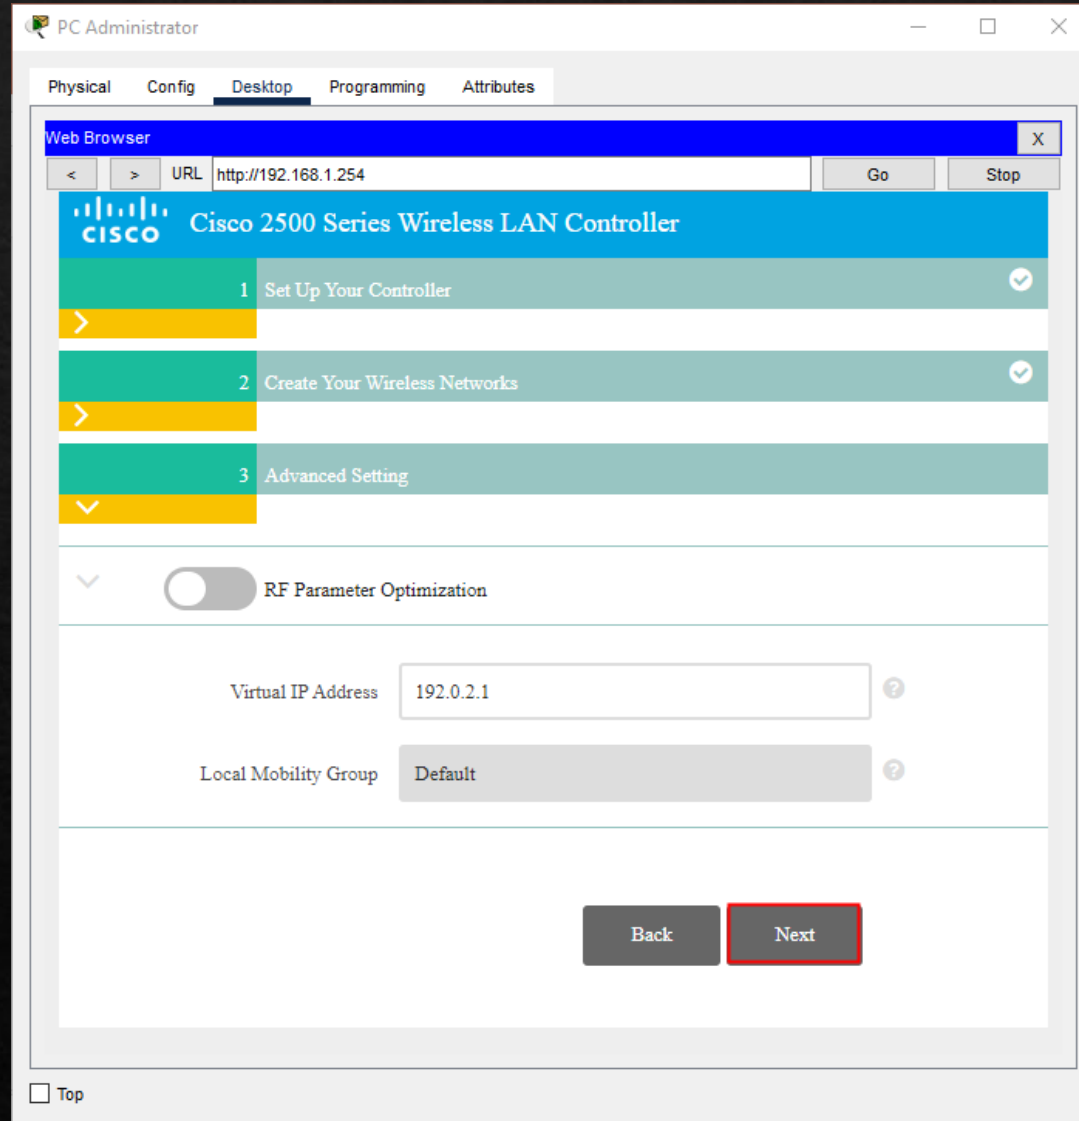 PC Administrator
Physical Config Desktop Programming Attributes
Web Browser X
< > URL http://192.168.1.254 Go Stop
CISCO Cisco 2500 Series Wireless LAN Controller
1 Set Up Your Controller
2 Create Your Wireless Networks
3 Advanced Setting
RF Parameter Optimization
Virtual IP Address 192.0.2.1 ?
Local Mobility Group Default ?
Back Next
Top